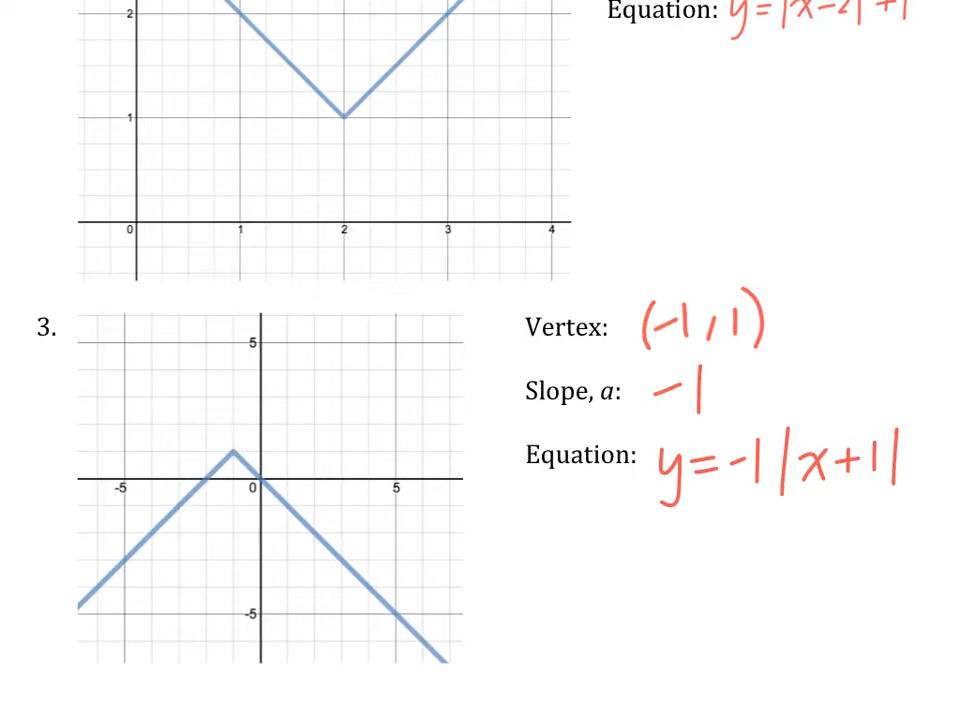 Equation: y = |x-2| +1
2
1
0 1 2 3 4
3.
Vertex: (-1, 1)
5
Slope, a: -1
Equation: y = -1|x+1|
-5 0 5
-5